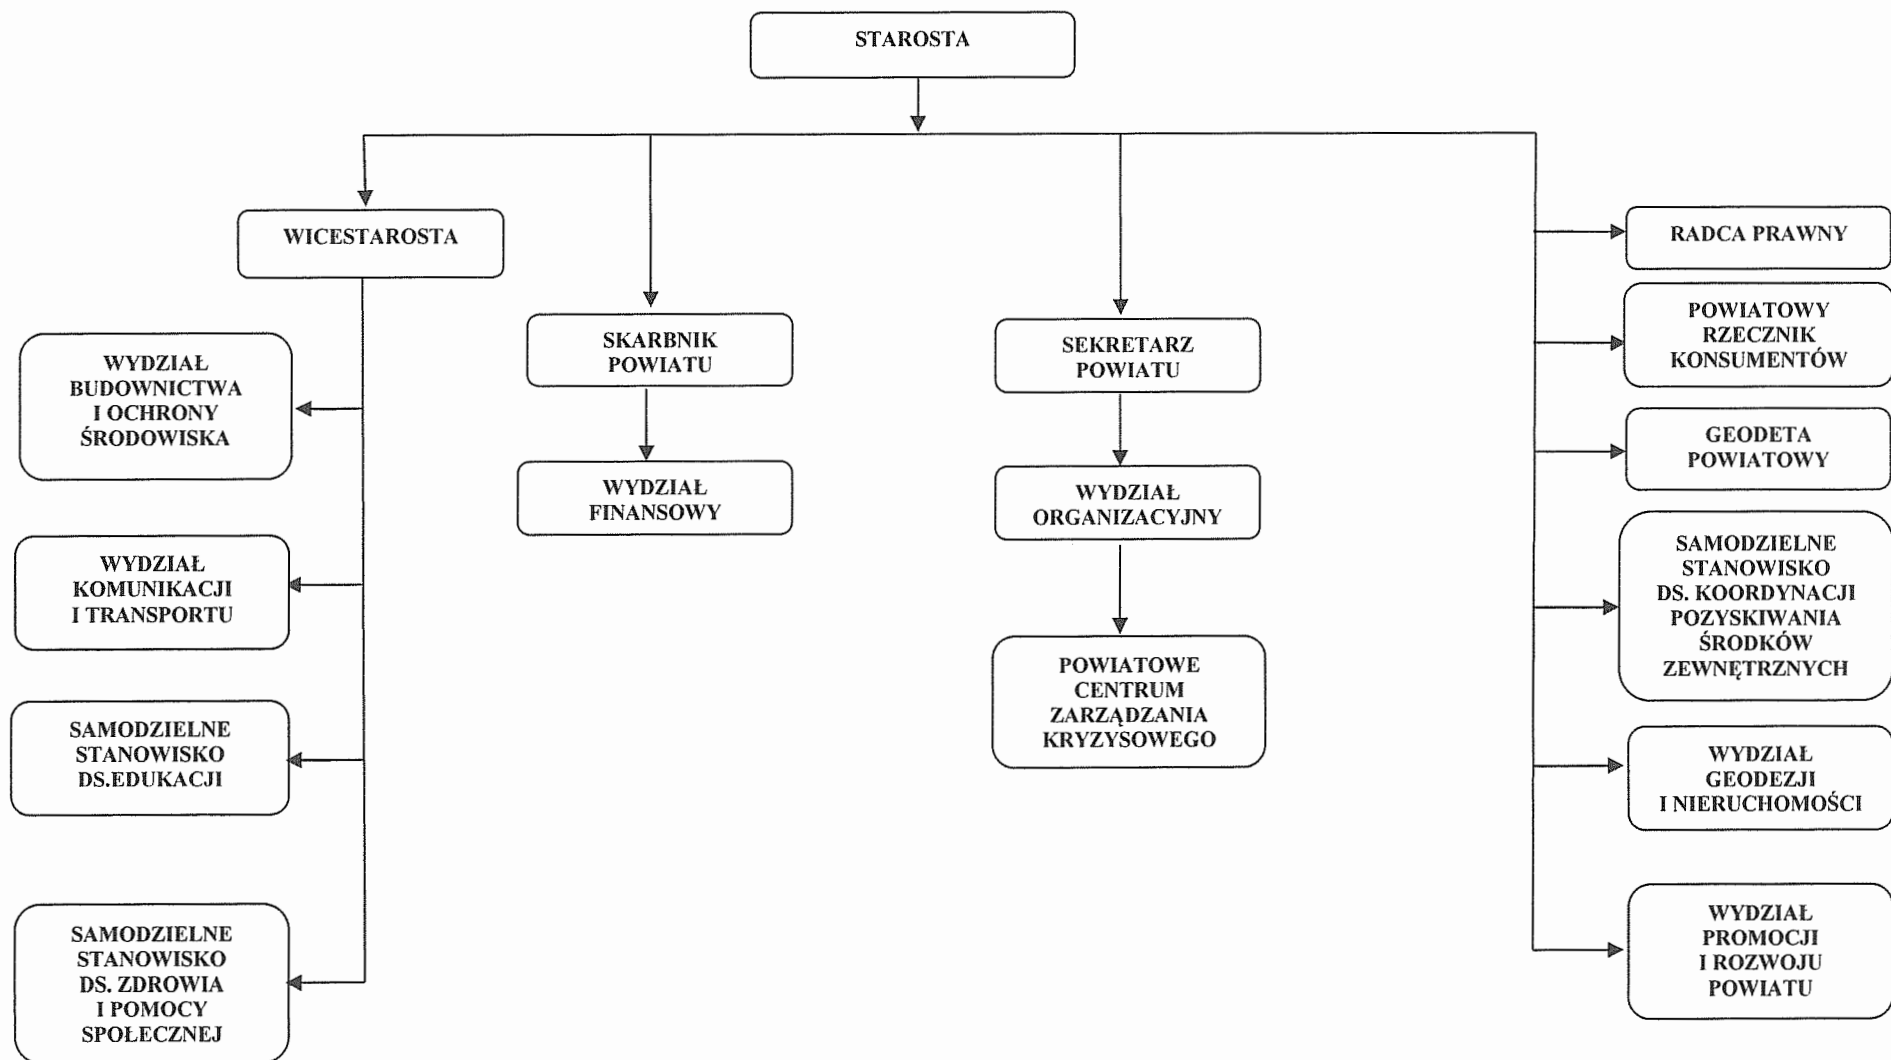 STAROSTA
WICESTAROSTA
WYDZIAŁ
BUDOWNICTWA
I OCHRONY
ŚRODOWISKA
WYDZIAŁ
KOMUNIKACJI
I TRANSPORTU
SAMODZIELNE
STANOWISKO
DS.EDUKACJI
SAMODZIELNE
STANOWISKO
DS. ZDROWIA
I POMOCY
SPOŁECZNEJ
SKARBNIK
POWIATU
WYDZIAŁ
FINANSOWY
SEKRETARZ
POWIATU
WYDZIAŁ
ORGANIZACYJNY
POWIATOWE
CENTRUM
ZARZĄDZANIA
KRYZYSOWEGO
RADCA PRAWNY
POWIATOWY
RZECZNIK
KONSUMENTÓW
GEODETA
POWIATOWY
SAMODZIELNE
STANOWISKO
DS. KOORDYNACJI
POZYSKIWANIA
ŚRODKÓW
ZEWNĘTRZNYCH
WYDZIAŁ
GEODEZJI
I NIERUCHOMOŚCI
WYDZIAŁ
PROMOCJI
I ROZWOJU
POWIATU